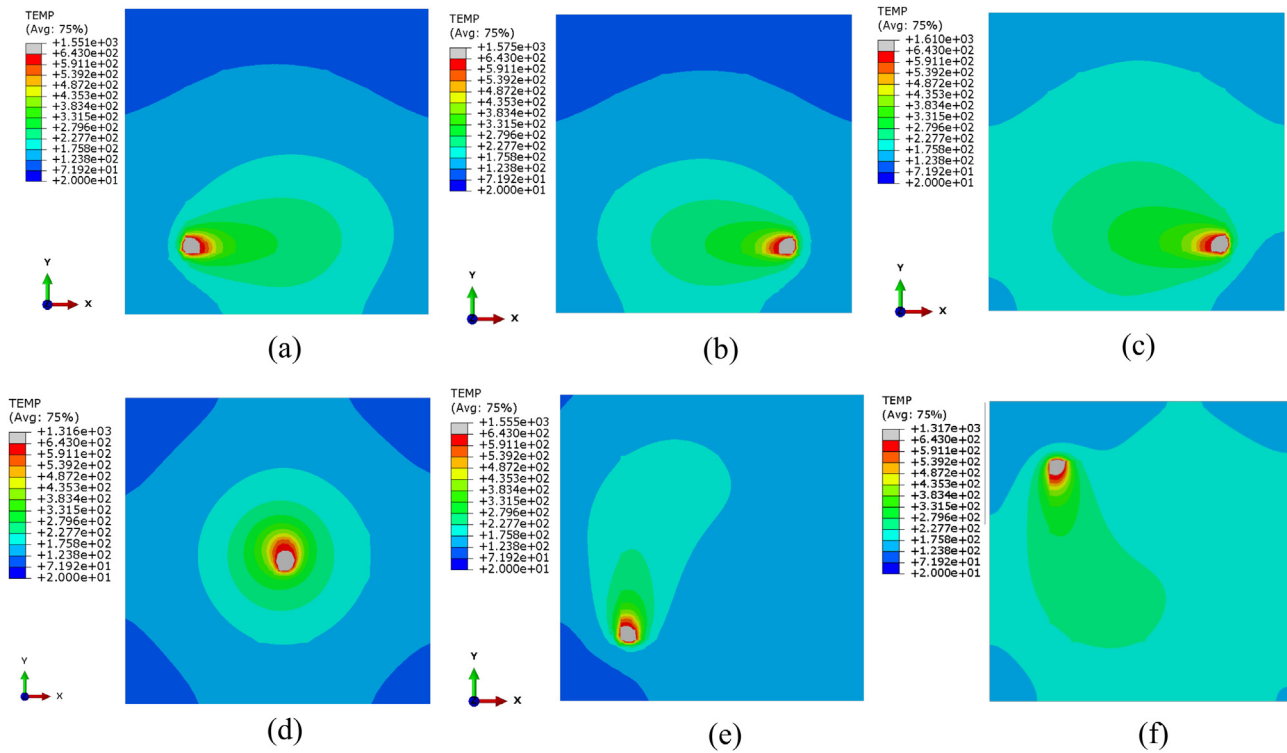 TEMP
(Avg: 75%)
+1.551e+03
+6.430e+02
+5.911e+02
+5.392e+02
+4.872e+02
+4.353e+02
+3.834e+02
+3.315e+02
+2.796e+02
+2.277e+02
+1.758e+02
+1.238e+02
+7.192e+01
+2.000e+01
Y
X
(a)
TEMP
(Avg: 75%)
+1.575e+03
+6.430e+02
+5.911e+02
+5.392e+02
+4.872e+02
+4.353e+02
+3.834e+02
+3.315e+02
+2.796e+02
+2.277e+02
+1.758e+02
+1.238e+02
+7.192e+01
+2.000e+01
Y
X
(b)
TEMP
(Avg: 75%)
+1.610e+03
+6.430e+02
+5.911e+02
+5.392e+02
+4.872e+02
+4.353e+02
+3.834e+02
+3.315e+02
+2.796e+02
+2.277e+02
+1.758e+02
+1.238e+02
+7.192e+01
+2.000e+01
Y
X
(c)
TEMP
(Avg: 75%)
+1.316e+03
+6.430e+02
+5.911e+02
+5.392e+02
+4.872e+02
+4.353e+02
+3.834e+02
+3.315e+02
+2.796e+02
+2.277e+02
+1.758e+02
+1.238e+02
+7.192e+01
+2.000e+01
Y
X
(d)
TEMP
(Avg: 75%)
+1.555e+03
+6.430e+02
+5.911e+02
+5.392e+02
+4.872e+02
+4.353e+02
+3.834e+02
+3.315e+02
+2.796e+02
+2.277e+02
+1.758e+02
+1.238e+02
+7.192e+01
+2.000e+01
Y
X
(e)
TEMP
(Avg: 75%)
+1.317e+03
+6.430e+02
+5.911e+02
+5.392e+02
+4.872e+02
+4.353e+02
+3.834e+02
+3.315e+02
+2.796e+02
+2.277e+02
+1.758e+02
+1.238e+02
+7.192e+01
+2.000e+01
(f)